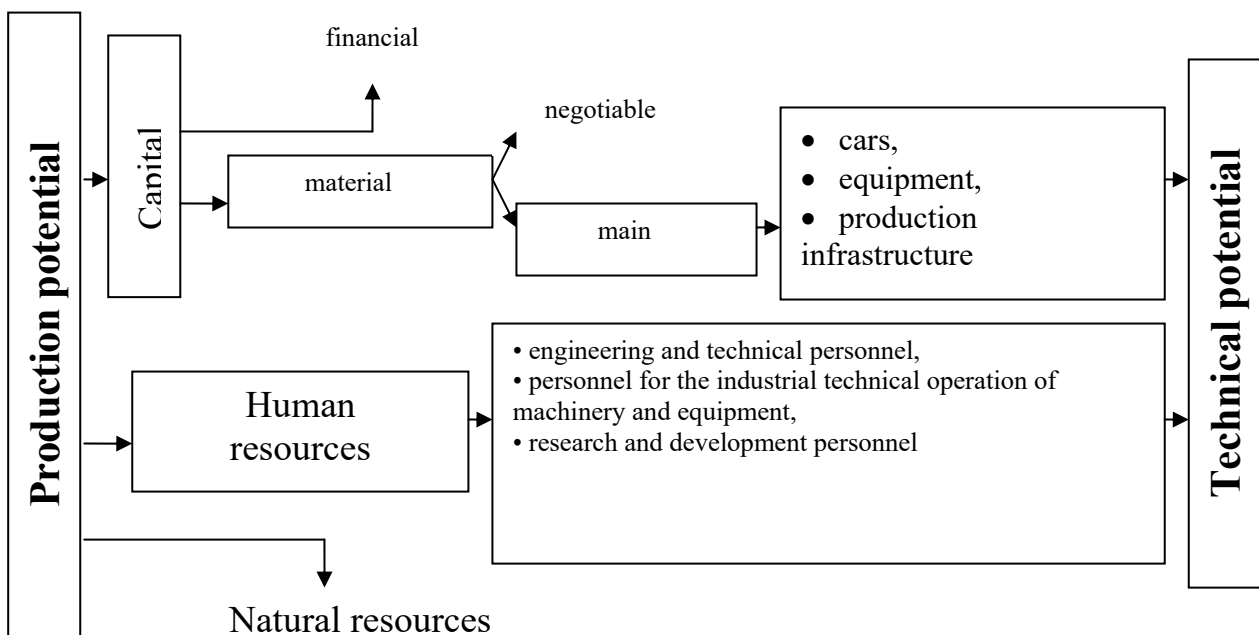 Production potential
Capital
financial
material
negotiable
main
• cars,
• equipment,
• production
infrastructure
Human
resources
• engineering and technical personnel,
• personnel for the industrial technical operation of
machinery and equipment,
• research and development personnel
Natural resources
Technical potential